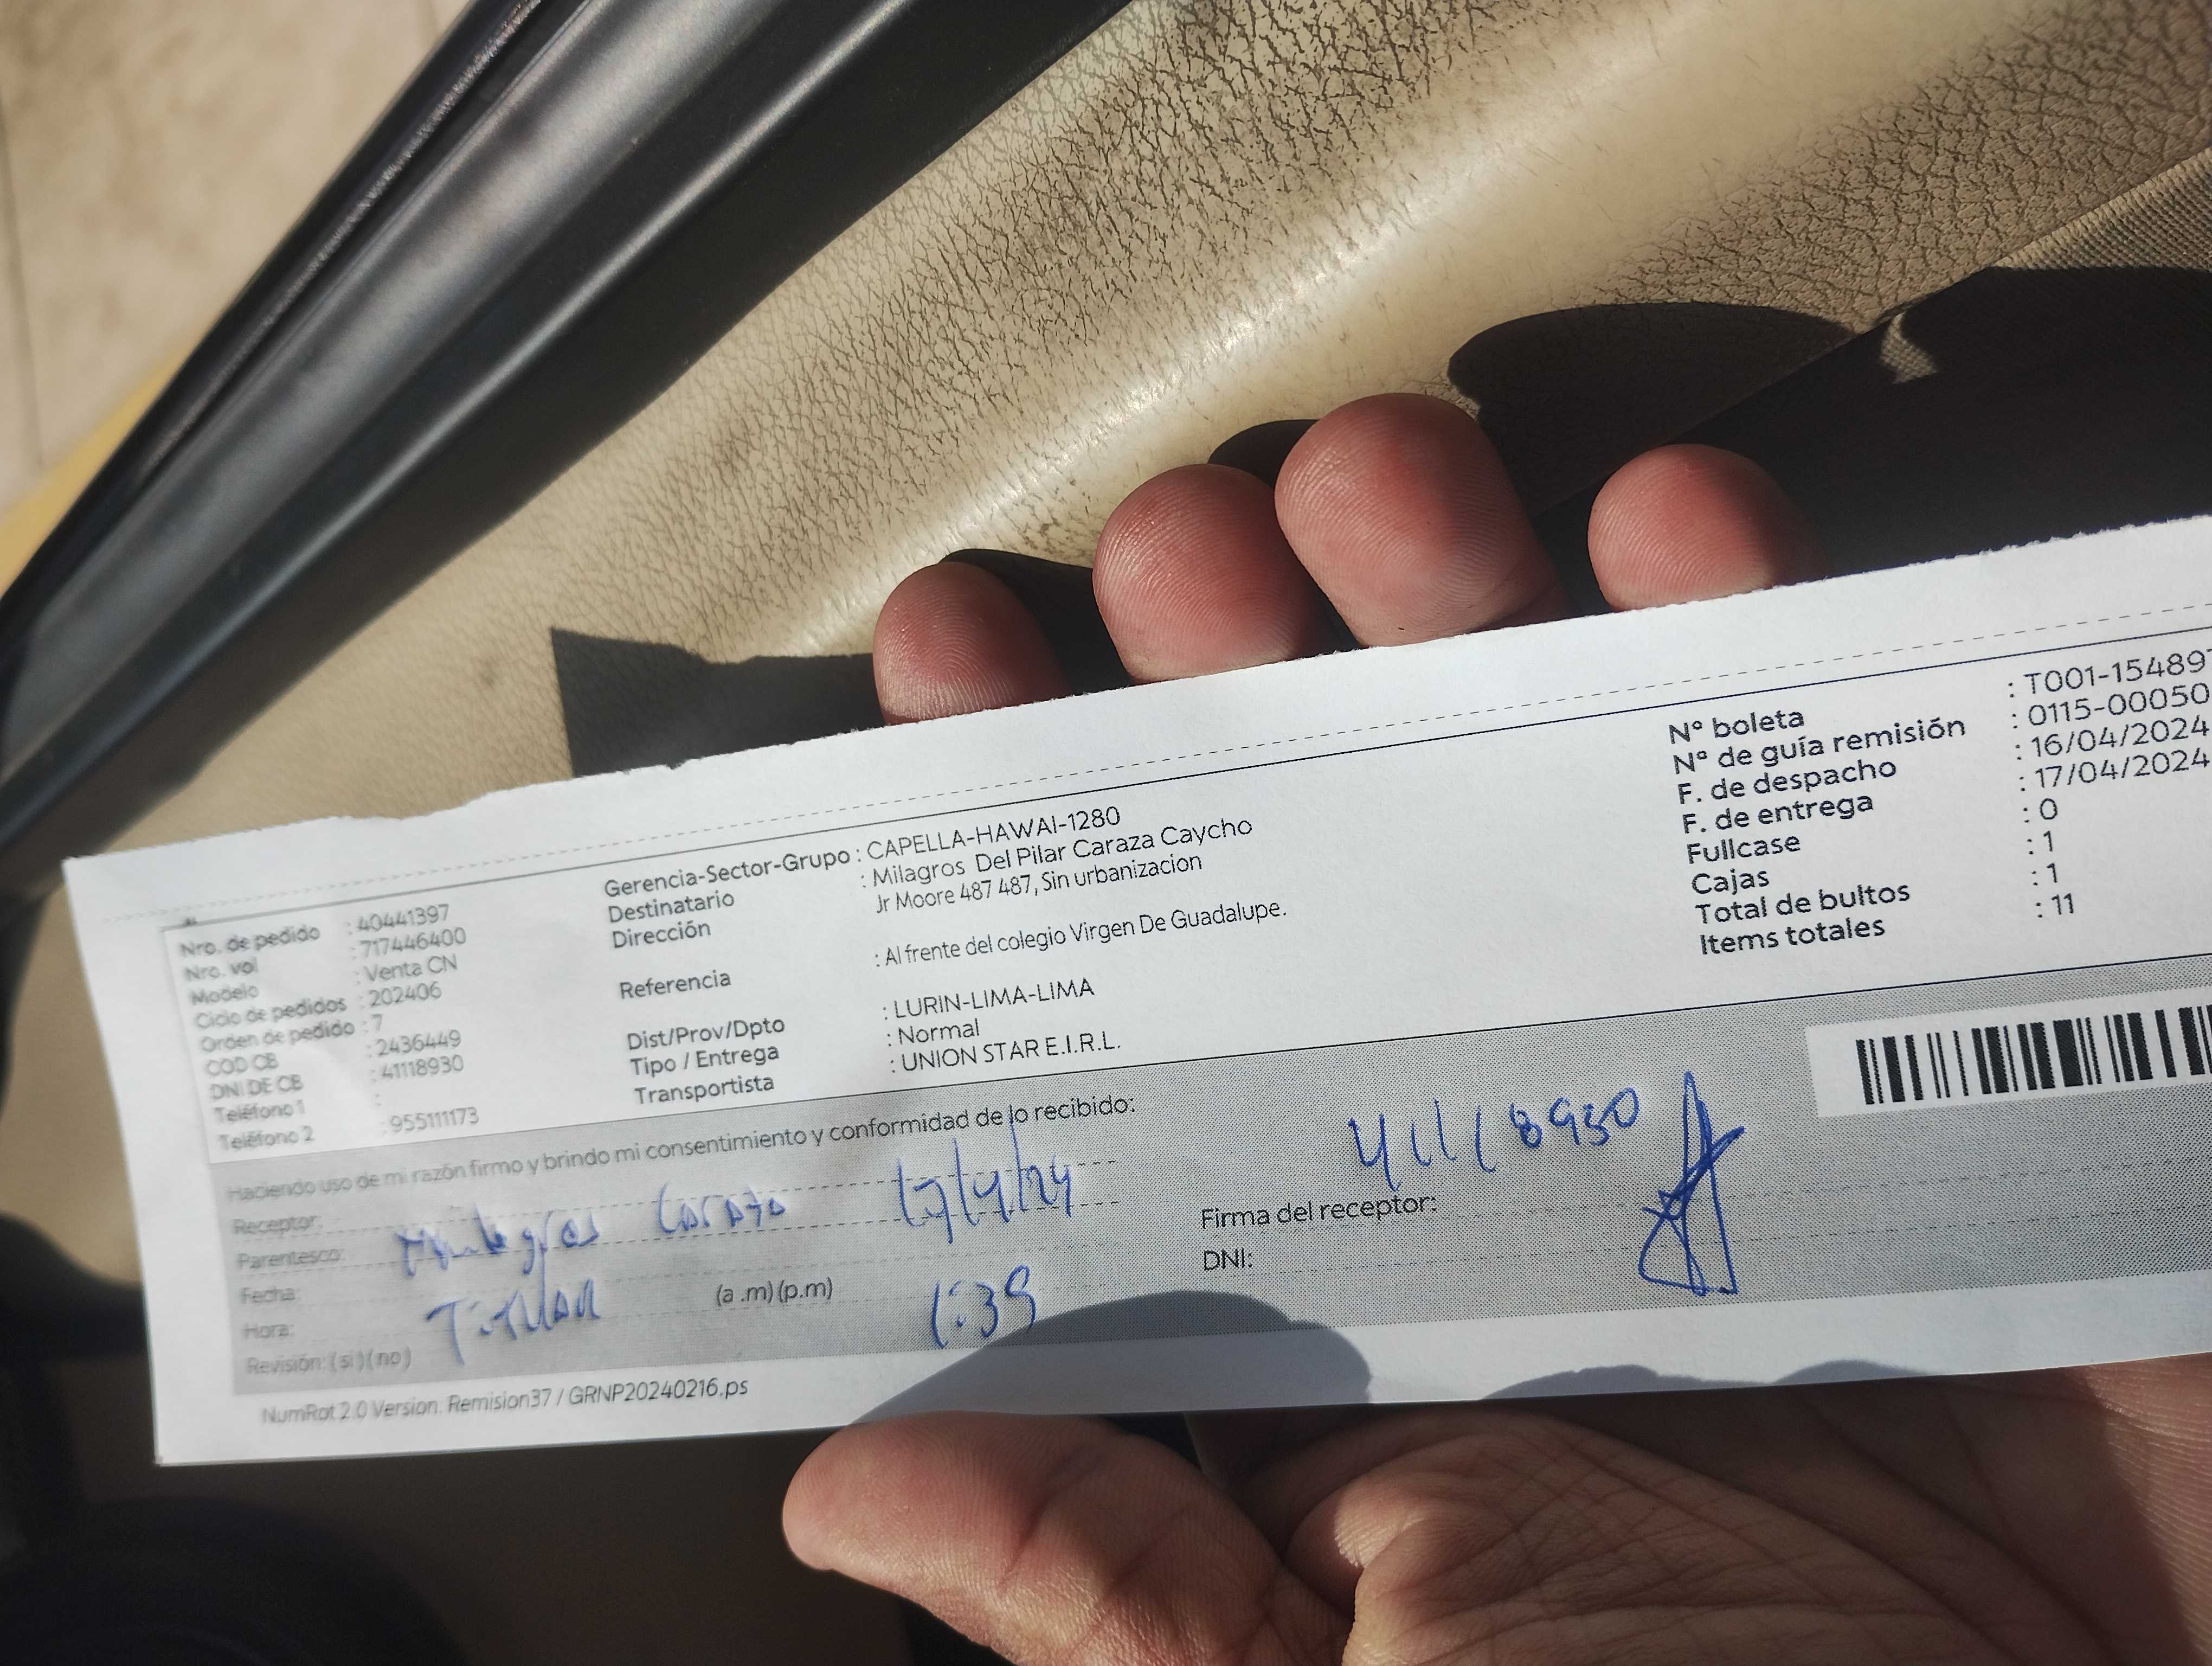 Nro. de pedido : 40441397
Nro. vol : 717446400
Modelo : Venta CN
Ciclo de pedidos : 202406
Orden de pedido : 7
COD CB : 2436449
DNI DE CB : 41118930
Teléfono 1 :
Teléfono 2 : 955111173
Gerencia-Sector-Grupo : CAPELLA-HAWAI-1280
Destinatario : Milagros Del Pilar Caraza Caycho
Dirección Jr Moore 487 487, Sin urbanizacion
Referencia : Al frente del colegio Virgen De Guadalupe.
Dist/Prov/Dpto : LURIN-LIMA-LIMA
Tipo / Entrega : Normal
Transportista : UNION STAR E.I.R.L.
N° boleta : T001-154897
N° de guía remisión : 0115-00050
F. de despacho : 16/04/2024
F. de entrega : 17/04/2024
Fullcase : 0
Cajas : 1
Total de bultos : 1
Items totales : 11
Haciendo uso de mi razón firmo y brindo mi consentimiento y conformidad de lo recibido:
Receptor:
Parentesco: Milagros Caraza 17/4/24
Fecha:
Hora: Titular (a .m) (p.m) 1:39
Revisión: ( si ) ( no )
41118930
Firma del receptor:
DNI:
NumRot 2.0 Version. Remision37 / GRNP20240216.ps